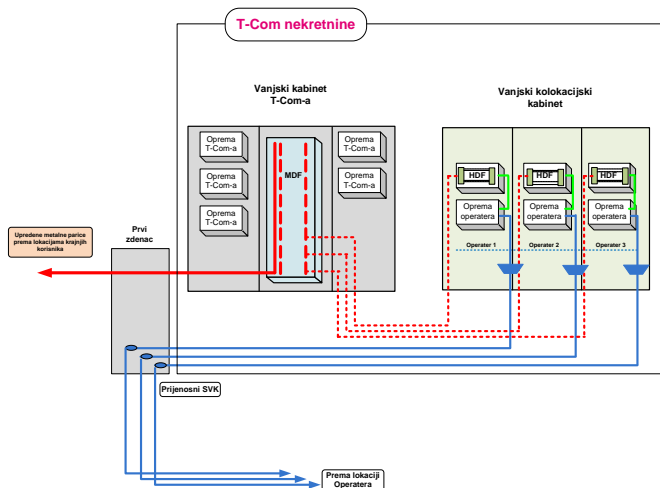 T-Com nekretnine
Vanjski kabinet
T-Com-a
Vanjski kolokacijski
kabinet
Oprema
T-Com-a
Oprema
T-Com-a
Oprema
T-Com-a
MDF
Oprema
T-Com-a
Oprema
T-Com-a
HDF
HDF
HDF
Oprema
operatera
Oprema
operatera
Oprema
operatera
Operater 1
Operater 2
Operater 3
Upredene metalne parice
prema lokacijama krajnjih
korisnika
Prvi
zdenac
Prijenosni SVK
Prema lokaciji
Operatera